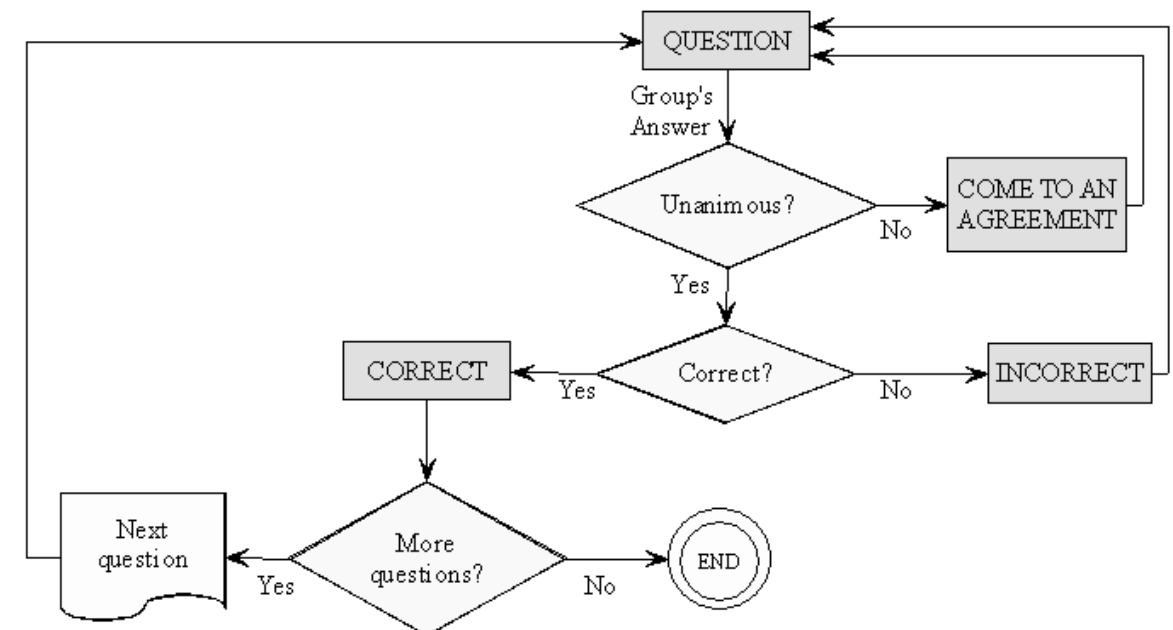 QUESTION
Group's
Answer
Unanimous?
No
COME TO AN
AGREEMENT
Yes
CORRECT
Yes
Correct?
No
INCORRECT
Next
question
Yes
More
questions?
No
END